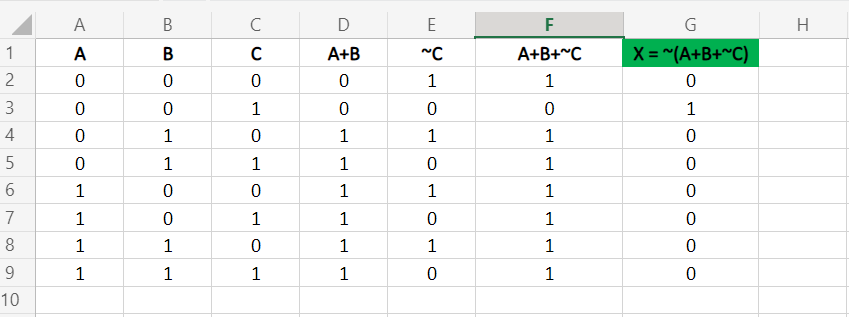 A B C D E F G H
1 A B C A+B ~C A+B+~C X = ~(A+B+~C)
2 0 0 0 0 1 1 0
3 0 0 1 0 0 0 1
4 0 1 0 1 1 1 0
5 0 1 1 1 0 1 0
6 1 0 0 1 1 1 0
7 1 0 1 1 0 1 0
8 1 1 0 1 1 1 0
9 1 1 1 1 0 1 0
10